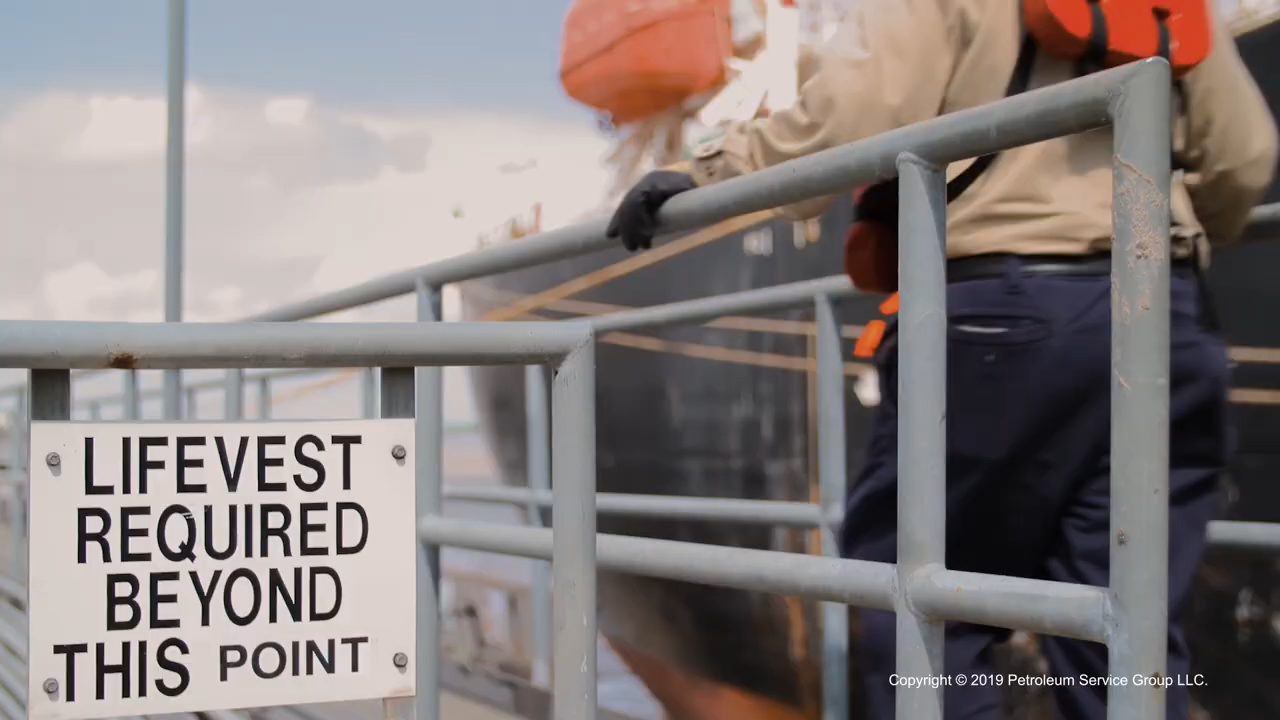 LIFEVEST
REQUIRED
BEYOND
THIS POINT
Copyright © 2019 Petroleum Service Group LLC.